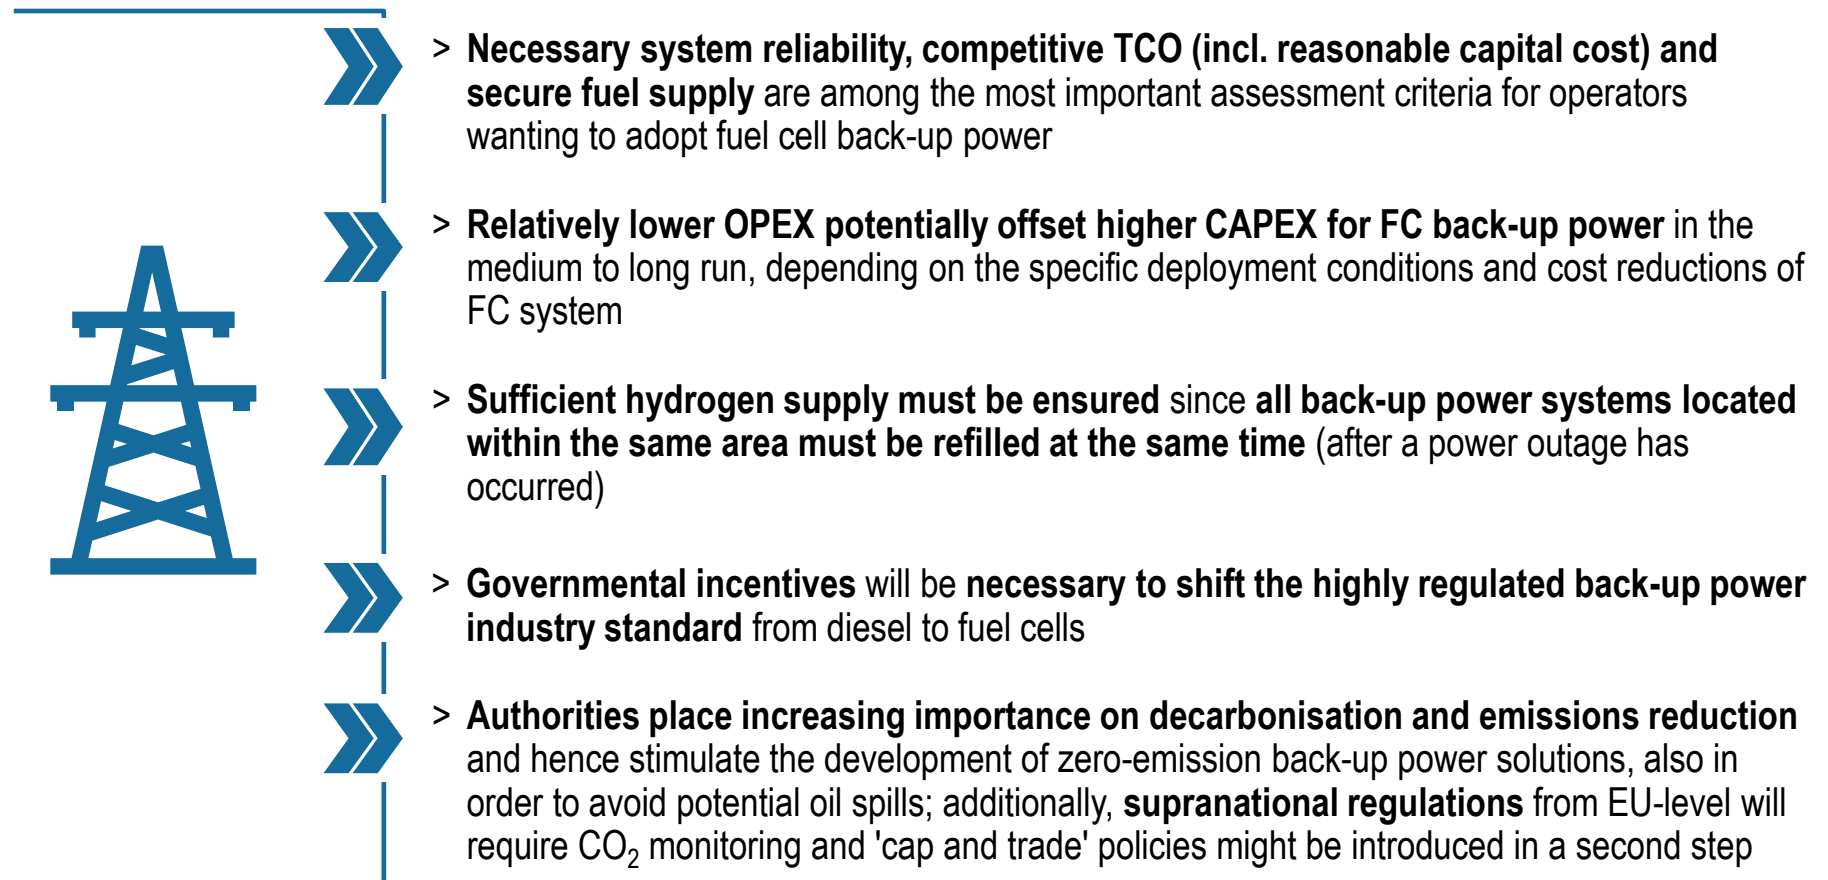 > Necessary system reliability, competitive TCO (incl. reasonable capital cost) and
secure fuel supply are among the most important assessment criteria for operators
wanting to adopt fuel cell back-up power
> Relatively lower OPEX potentially offset higher CAPEX for FC back-up power in the
medium to long run, depending on the specific deployment conditions and cost reductions of
FC system
> Sufficient hydrogen supply must be ensured since all back-up power systems located
within the same area must be refilled at the same time (after a power outage has
occurred)
> Governmental incentives will be necessary to shift the highly regulated back-up power
industry standard from diesel to fuel cells
> Authorities place increasing importance on decarbonisation and emissions reduction
and hence stimulate the development of zero-emission back-up power solutions, also in
order to avoid potential oil spills; additionally, supranational regulations from EU-level will
require CO₂ monitoring and 'cap and trade' policies might be introduced in a second step